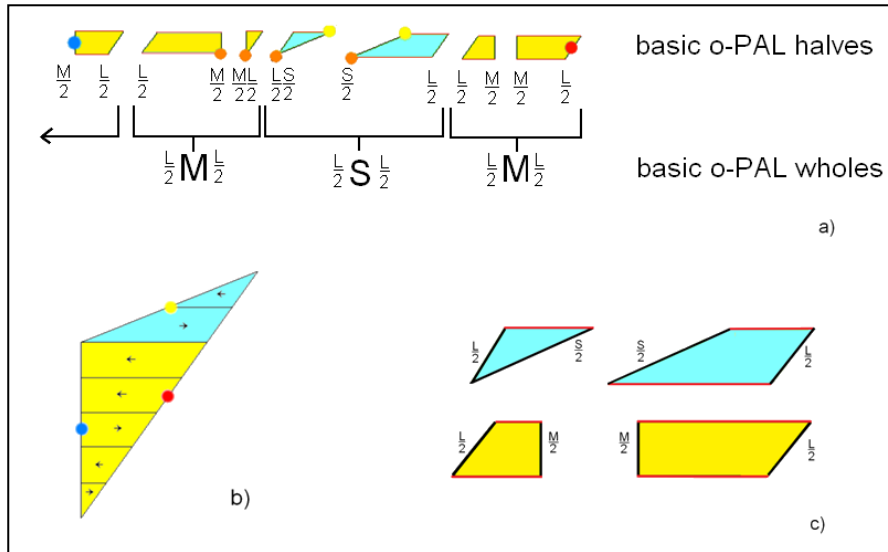 basic o-PAL halves
M/2 L/2 L/2 M/2 M/2 L/2 L/2 S/2 S/2 L/2 L/2 M/2 M/2 L/2
L/2 M L/2 L/2 S L/2 L/2 M L/2
basic o-PAL wholes
a)
L/2 S/2 S/2 L/2
L/2 M/2 M/2 L/2
b)
c)